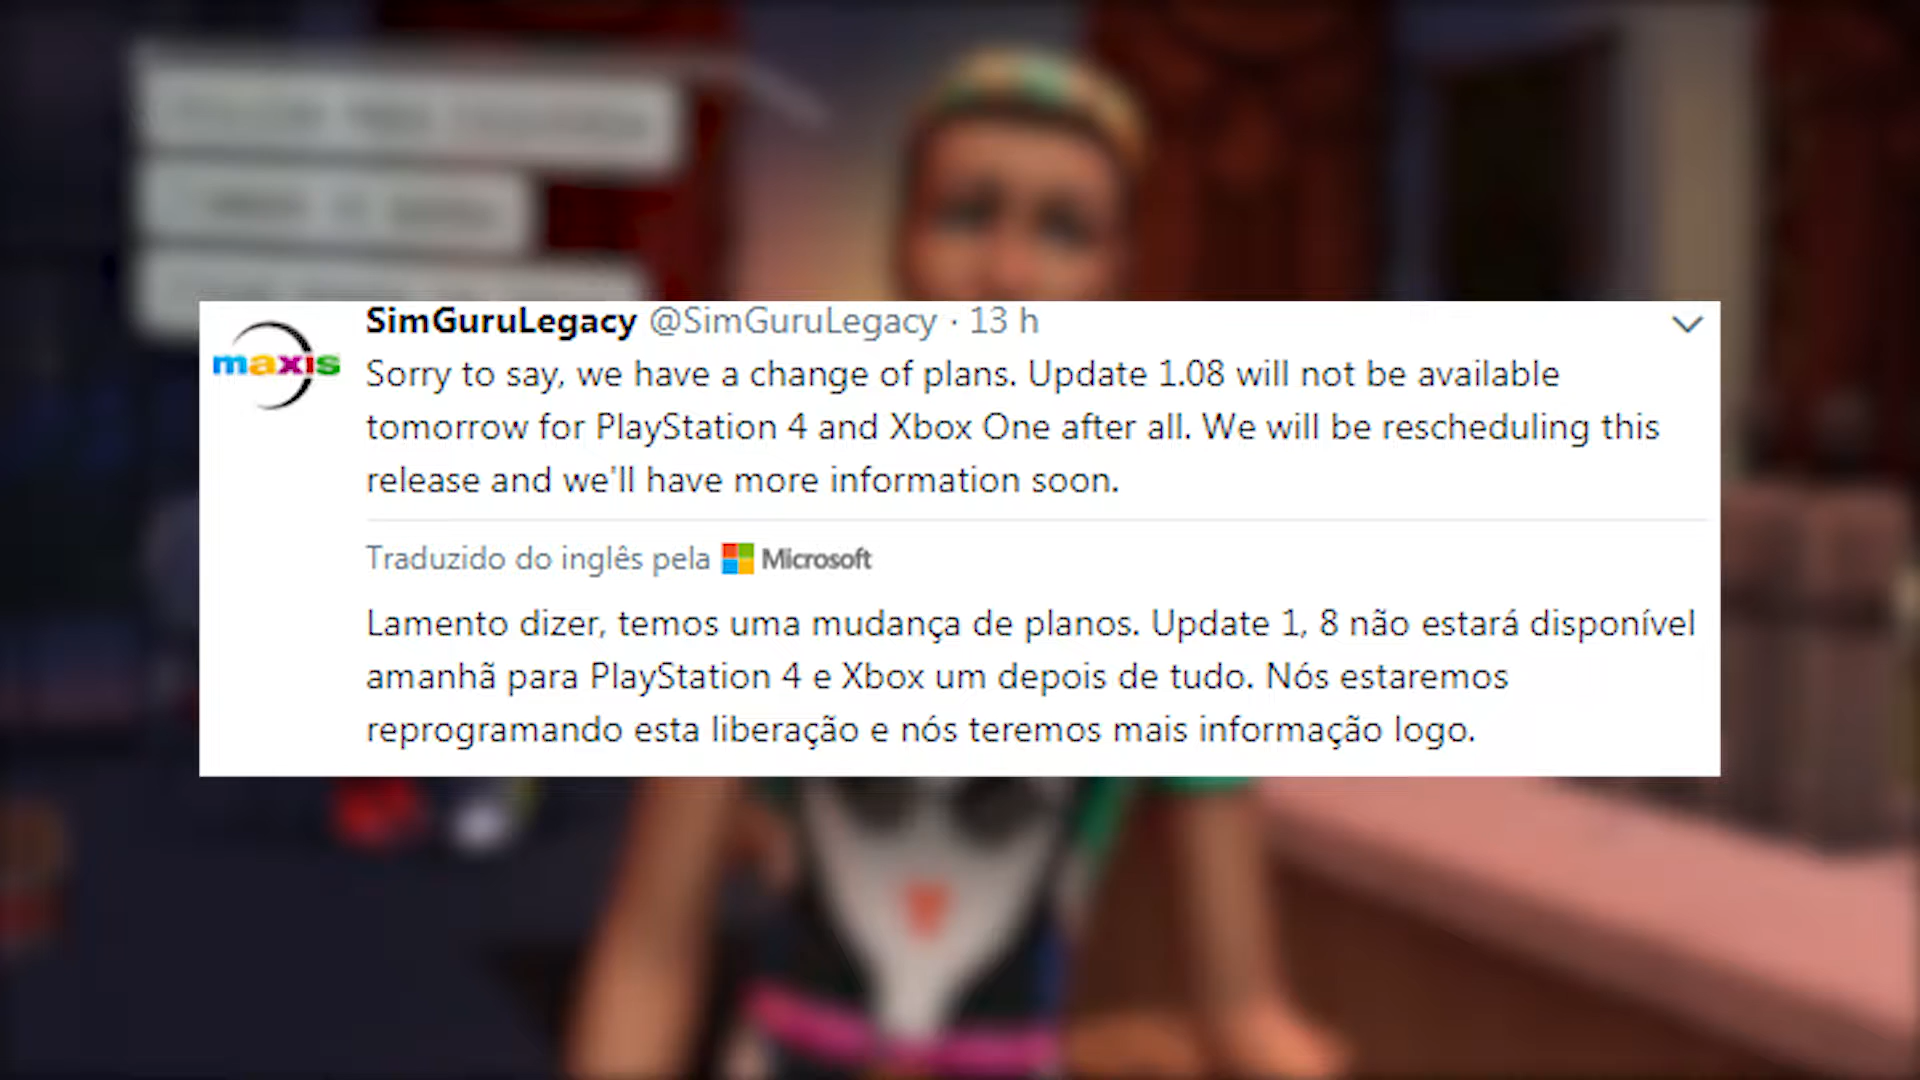 SimGuruLegacy @SimGuruLegacy · 13 h
maxis
Sorry to say, we have a change of plans. Update 1.08 will not be available
tomorrow for PlayStation 4 and Xbox One after all. We will be rescheduling this
release and we'll have more information soon.
Traduzido do inglês pela Microsoft
Lamento dizer, temos uma mudança de planos. Update 1, 8 não estará disponível
amanhã para PlayStation 4 e Xbox um depois de tudo. Nós estaremos
reprogramando esta liberação e nós teremos mais informação logo.